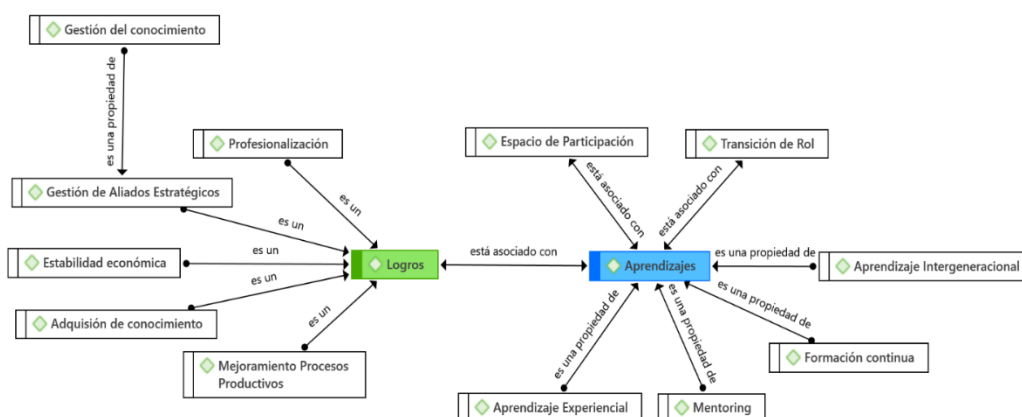 Gestión del conocimiento
es una propiedad de
Profesionalización
Espacio de Participación
Transición de Rol
Gestión de Aliados Estratégicos
es un
es un
está asociado con
está asociado con
Estabilidad económica
es un
Logros
está asociado con
Aprendizajes
es una propiedad de
Aprendizaje Intergeneracional
es un
Adquisión de conocimiento
es un
es una propiedad de
es una propiedad de
es una propiedad de
Mejoramiento Procesos
Productivos
Formación continua
Aprendizaje Experiencial
Mentoring